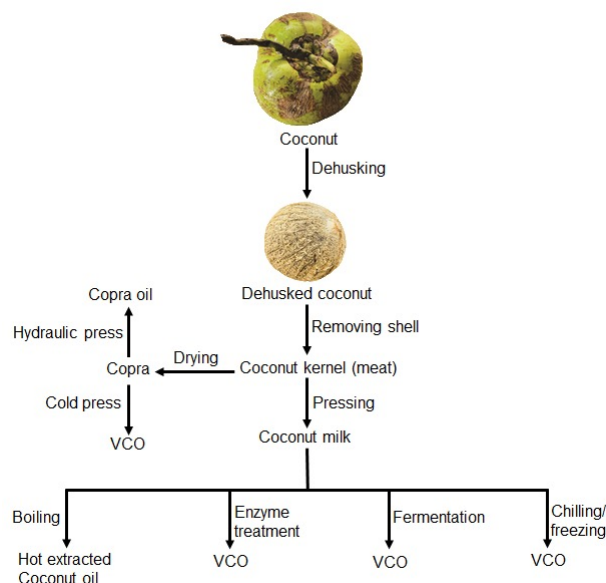 Coconut
Dehusking
Dehusked coconut
Copra oil
Removing shell
Hydraulic press
Drying
Copra
Coconut kernel (meat)
Cold press
Pressing
VCO
Coconut milk
Boiling
Enzyme
treatment
Fermentation
Chilling/
freezing
Hot extracted
Coconut oil
VCO
VCO
VCO